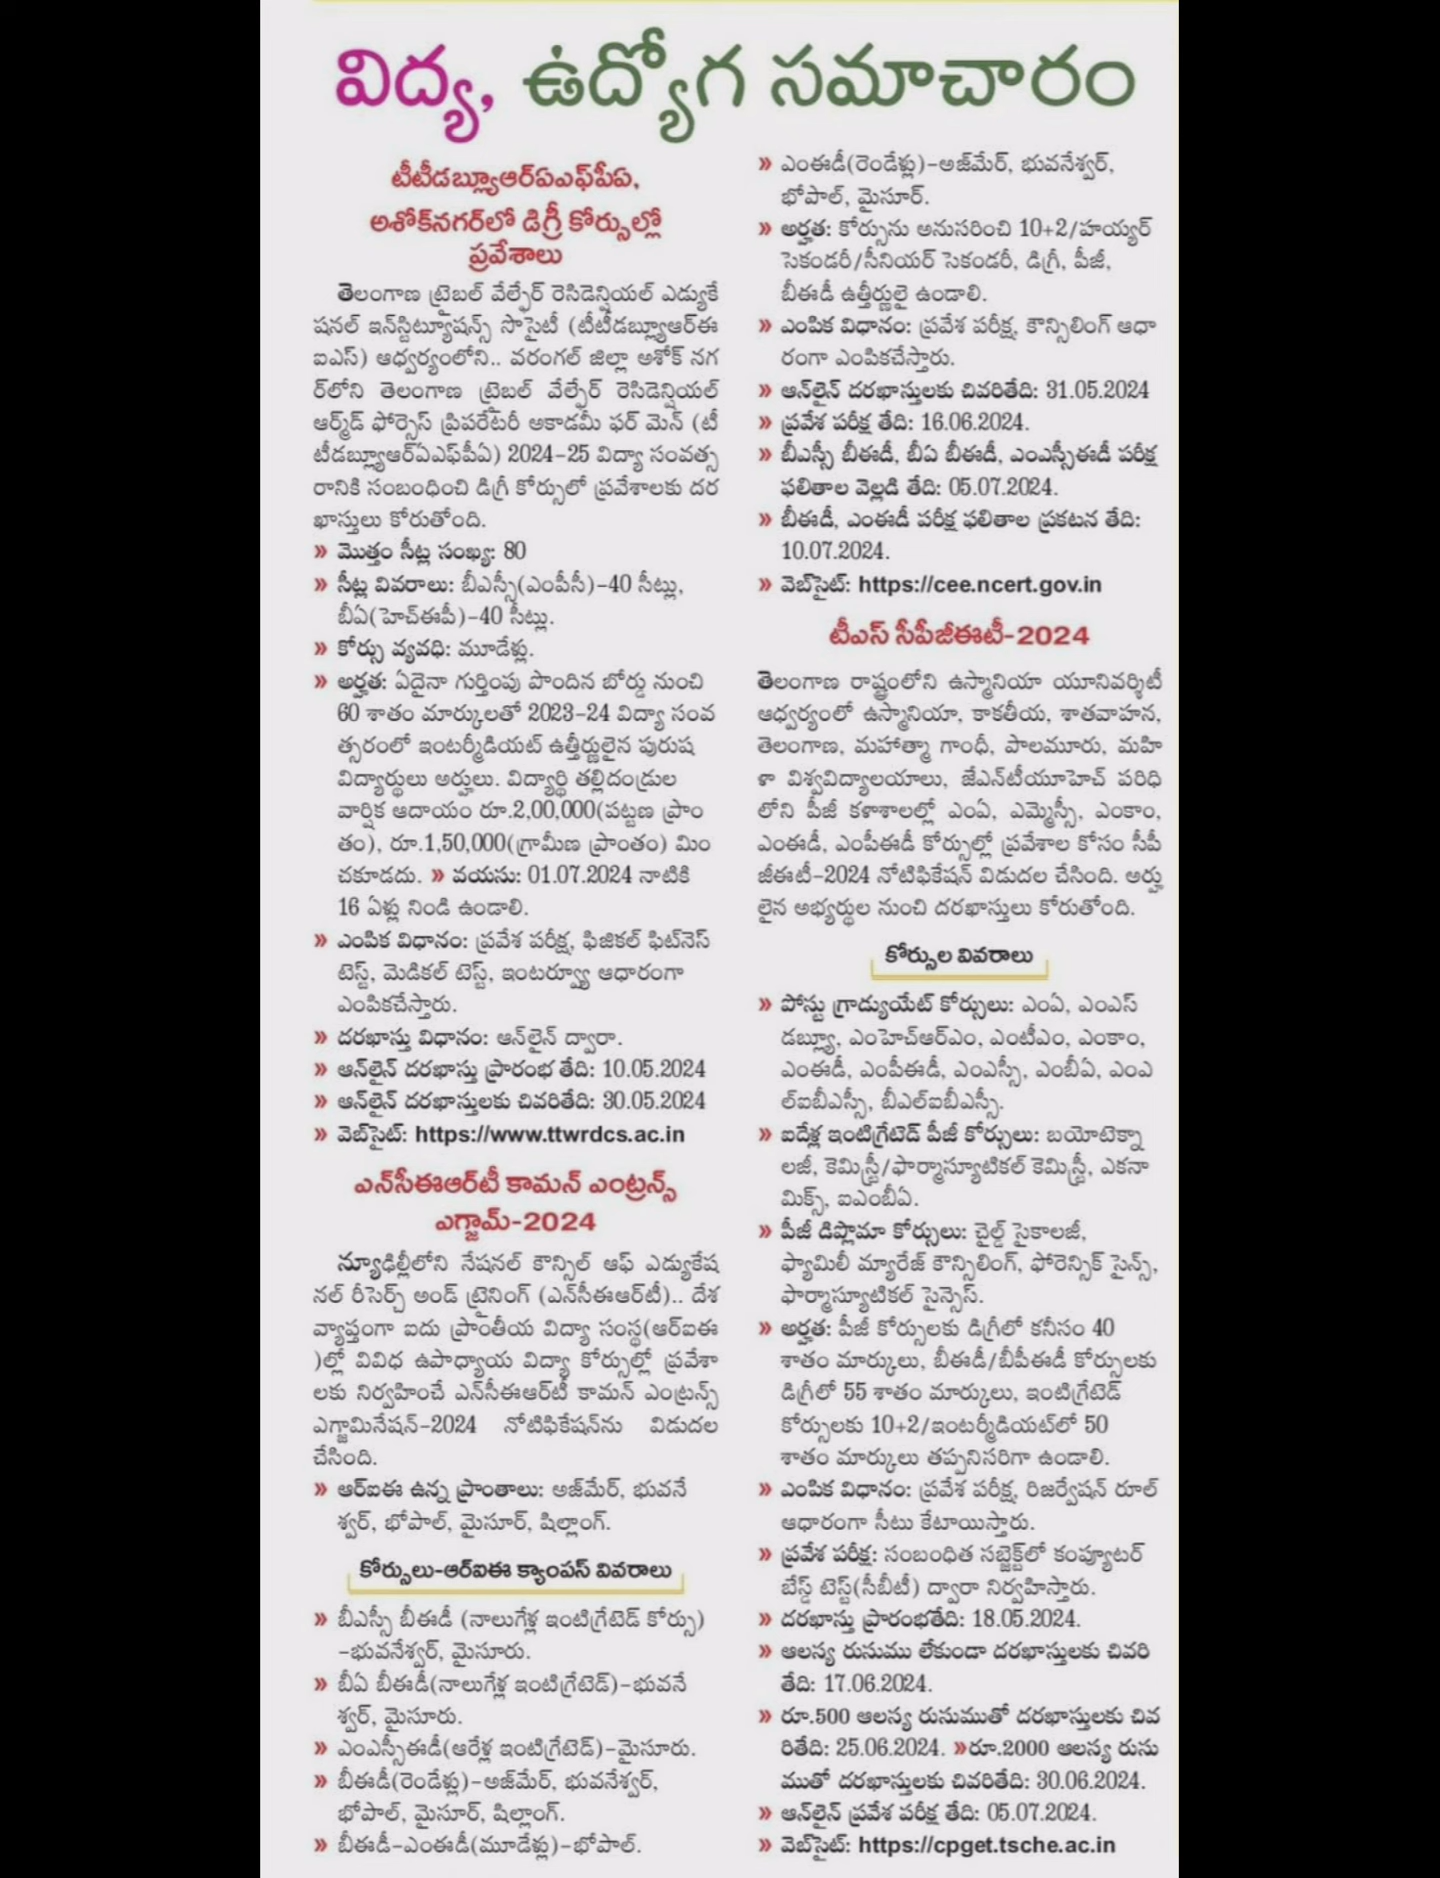 విద్య, ఉద్యోగ సమాచారం
టీటీడబ్ల్యూఆర్ఏఎఫ్‌పీఏ,
అశోక్‌నగర్‌లో డిగ్రీ కోర్సుల్లో
ప్రవేశాలు
తెలంగాణ ట్రైబల్ వేల్ఫేర్ రెసిడెన్షియల్ ఎడ్యుకే
షనల్ ఇన్‌స్టిట్యూషన్స్ సొసైటీ (టీటీడబ్ల్యూఆర్ఈ
ఐఎస్) ఆధ్వర్యంలోని.. వరంగల్ జిల్లా అశోక్ నగ
ర్‌లోని తెలంగాణ ట్రైబల్ వేల్ఫేర్ రెసిడెన్షియల్
ఆర్మ్‌డ్ ఫోర్సెస్ ప్రిపరేటరీ అకాడమీ ఫర్ మెన్ (టీ
టీడబ్ల్యూఆర్ఏఎఫ్‌పీఏ) 2024-25 విద్యా సంవత్స
రానికి సంబంధించి డిగ్రీ కోర్సులో ప్రవేశాలకు దర
ఖాస్తులు కోరుతోంది.
» మొత్తం సీట్ల సంఖ్య: 80
» సీట్ల వివరాలు: బీఎస్సీ(ఎంపీసీ)-40 సీట్లు,
బీఏ(హెచ్ఈపీ)-40 సీట్లు.
» కోర్సు వ్యవధి: మూడేళ్లు.
» అర్హత: ఏదైనా గుర్తింపు పొందిన బోర్డు నుంచి
60 శాతం మార్కులతో 2023-24 విద్యా సంవ
త్సరంలో ఇంటర్మీడియట్ ఉత్తీర్ణులైన పురుష
విద్యార్థులు అర్హులు. విద్యార్థి తల్లిదండ్రుల
వార్షిక ఆదాయం రూ.2,00,000(పట్టణ ప్రాం
తం), రూ.1,50,000(గ్రామీణ ప్రాంతం) మిం
చకూడదు. » వయసు: 01.07.2024 నాటికి
16 ఏళ్లు నిండి ఉండాలి.
» ఎంపిక విధానం: ప్రవేశ పరీక్ష, ఫిజికల్ ఫిట్‌నెస్
టెస్ట్, మెడికల్ టెస్ట్, ఇంటర్వ్యూ ఆధారంగా
ఎంపికచేస్తారు.
» దరఖాస్తు విధానం: ఆన్‌లైన్ ద్వారా.
» ఆన్‌లైన్ దరఖాస్తు ప్రారంభ తేది: 10.05.2024
» ఆన్‌లైన్ దరఖాస్తులకు చివరితేది: 30.05.2024
» వెబ్‌సైట్: https://www.ttwrdcs.ac.in
ఎన్‌సీఈఆర్‌టీ కామన్ ఎంట్రన్స్
ఎగ్జామ్-2024
న్యూఢిల్లీలోని నేషనల్ కౌన్సిల్ ఆఫ్ ఎడ్యుకేష
నల్ రీసెర్చ్ అండ్ ట్రైనింగ్ (ఎన్‌సీఈఆర్‌టీ).. దేశ
వ్యాప్తంగా ఐదు ప్రాంతీయ విద్యా సంస్థ(ఆర్ఐఈ
)ల్లో వివిధ ఉపాధ్యాయ విద్యా కోర్సుల్లో ప్రవేశా
లకు నిర్వహించే ఎన్‌సీఈఆర్‌టీ కామన్ ఎంట్రన్స్
ఎగ్జామినేషన్-2024 నోటిఫికేషన్‌ను విడుదల
చేసింది.
» ఆర్ఐఈ ఉన్న ప్రాంతాలు: అజ్‌మేర్, భువనే
శ్వర్, భోపాల్, మైసూర్, షిల్లాంగ్.
కోర్సులు-ఆర్ఐఈ క్యాంపస్ వివరాలు
» బీఎస్సీ బీఈడీ (నాలుగేళ్ల ఇంటిగ్రేటెడ్ కోర్సు)
-భువనేశ్వర్, మైసూరు.
» బీఏ బీఈడీ(నాలుగేళ్ల ఇంటిగ్రేటెడ్)-భువనే
శ్వర్, మైసూరు.
» ఎంఎస్సీఈడీ(ఆరేళ్ల ఇంటిగ్రేటెడ్)-మైసూరు.
» బీఈడీ(రెండేళ్లు)-అజ్‌మేర్, భువనేశ్వర్,
భోపాల్, మైసూర్, షిల్లాంగ్.
» బీఈడీ-ఎంఈడీ(మూడేళ్లు)-భోపాల్.
» ఎంఈడీ(రెండేళ్లు)-అజ్‌మేర్, భువనేశ్వర్,
భోపాల్, మైసూర్.
» అర్హత: కోర్సును అనుసరించి 10+2/హయ్యర్
సెకండరీ/సీనియర్ సెకండరీ, డిగ్రీ, పీజీ,
బీఈడీ ఉత్తీర్ణులై ఉండాలి.
» ఎంపిక విధానం: ప్రవేశ పరీక్ష, కౌన్సిలింగ్ ఆధా
రంగా ఎంపికచేస్తారు.
» ఆన్‌లైన్ దరఖాస్తులకు చివరితేది: 31.05.2024
» ప్రవేశ పరీక్ష తేది: 16.06.2024.
» బీఎస్సీ బీఈడీ, బీఏ బీఈడీ, ఎంఎస్సీఈడీ పరీక్ష
ఫలితాల వెల్లడి తేది: 05.07.2024.
» బీఈడీ, ఎంఈడీ పరీక్ష ఫలితాల ప్రకటన తేది:
10.07.2024.
» వెబ్‌సైట్: https://cee.ncert.gov.in
టీఎస్ సీపీజీఈటీ-2024
తెలంగాణ రాష్ట్రంలోని ఉస్మానియా యూనివర్శిటీ
ఆధ్వర్యంలో ఉస్మానియా, కాకతీయ, శాతవాహన,
తెలంగాణ, మహాత్మా గాంధీ, పాలమూరు, మహి
ళా విశ్వవిద్యాలయాలు, జేఎన్‌టీయూహెచ్ పరిధి
లోని పీజీ కళాశాలల్లో ఎంఏ, ఎమ్మెస్సీ, ఎంకాం,
ఎంఈడీ, ఎంపీఈడీ కోర్సుల్లో ప్రవేశాల కోసం సీపీ
జీఈటీ-2024 నోటిఫికేషన్ విడుదల చేసింది. అర్హు
లైన అభ్యర్థుల నుంచి దరఖాస్తులు కోరుతోంది.
కోర్సుల వివరాలు
» పోస్టు గ్రాడ్యుయేట్ కోర్సులు: ఎంఏ, ఎంఎస్
డబ్ల్యూ, ఎంహెచ్ఆర్ఎం, ఎంటీఎం, ఎంకాం,
ఎంఈడీ, ఎంపీఈడీ, ఎంఎస్సీ, ఎంబీఏ, ఎంఎ
ల్ఐబీఎస్సీ, బీఎల్ఐబీఎస్సీ.
» ఐదేళ్ల ఇంటిగ్రేటెడ్ పీజీ కోర్సులు: బయోటెక్నా
లజీ, కెమిస్ట్రీ/ఫార్మాస్యూటికల్ కెమిస్ట్రీ, ఎకనా
మిక్స్, ఐఎంబీఏ.
» పీజీ డిప్లొమా కోర్సులు: చైల్డ్ సైకాలజీ,
ఫ్యామిలీ మ్యారేజ్ కౌన్సిలింగ్, ఫోరెన్సిక్ సైన్స్,
ఫార్మాస్యూటికల్ సైన్సెస్.
» అర్హత: పీజీ కోర్సులకు డిగ్రీలో కనీసం 40
శాతం మార్కులు, బీఈడీ/బీపీఈడీ కోర్సులకు
డిగ్రీలో 55 శాతం మార్కులు, ఇంటిగ్రేటెడ్
కోర్సులకు 10+2/ఇంటర్మీడియట్‌లో 50
శాతం మార్కులు తప్పనిసరిగా ఉండాలి.
» ఎంపిక విధానం: ప్రవేశ పరీక్ష, రిజర్వేషన్ రూల్
ఆధారంగా సీటు కేటాయిస్తారు.
» ప్రవేశ పరీక్ష: సంబంధిత సబ్జెక్ట్‌లో కంప్యూటర్
బేస్డ్ టెస్ట్(సీబీటీ) ద్వారా నిర్వహిస్తారు.
» దరఖాస్తు ప్రారంభతేది: 18.05.2024.
» ఆలస్య రుసుము లేకుండా దరఖాస్తులకు చివరి
తేది: 17.06.2024.
» రూ.500 ఆలస్య రుసుముతో దరఖాస్తులకు చివ
రితేది: 25.06.2024. »రూ.2000 ఆలస్య రుసు
ముతో దరఖాస్తులకు చివరితేది: 30.06.2024.
» ఆన్‌లైన్ ప్రవేశ పరీక్ష తేది: 05.07.2024.
» వెబ్‌సైట్: https://cpget.tsche.ac.in